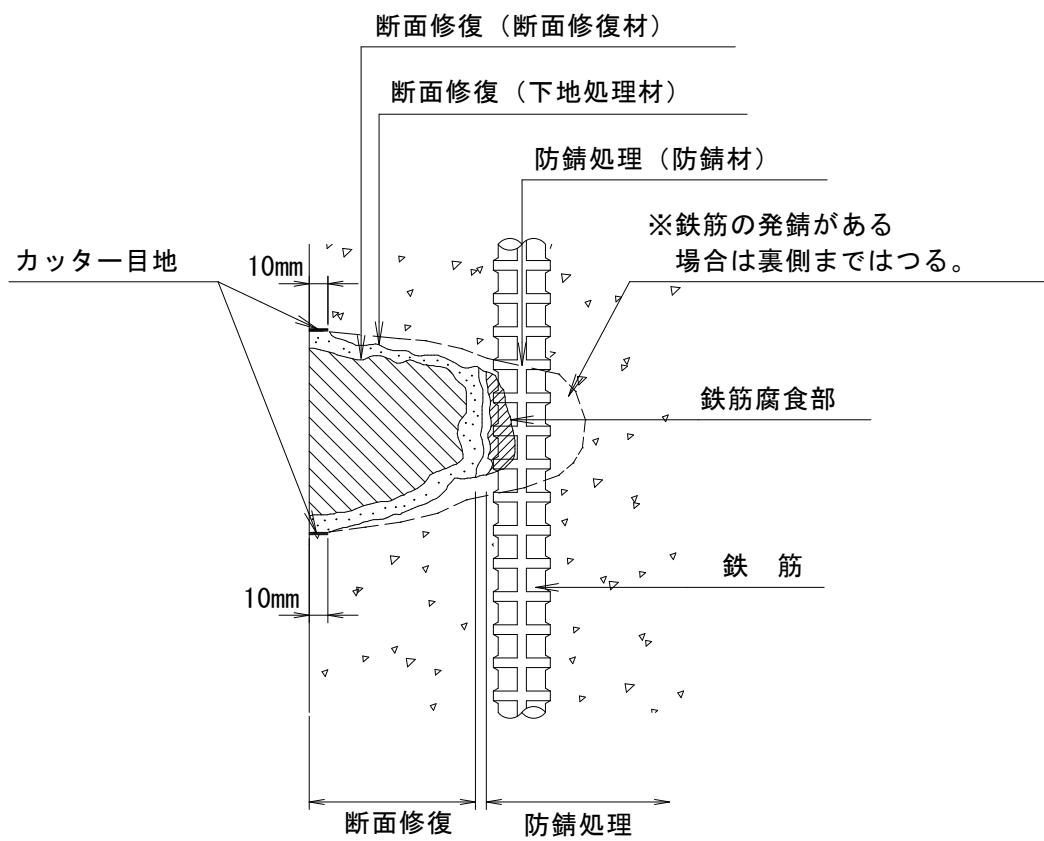 断面修復（断面修復材）
断面修復（下地処理材）
防錆処理（防錆材）
※鉄筋の発錆がある
場合は裏側まではつる。
カッター目地
10mm
鉄筋腐食部
鉄　筋
10mm
断面修復
防錆処理